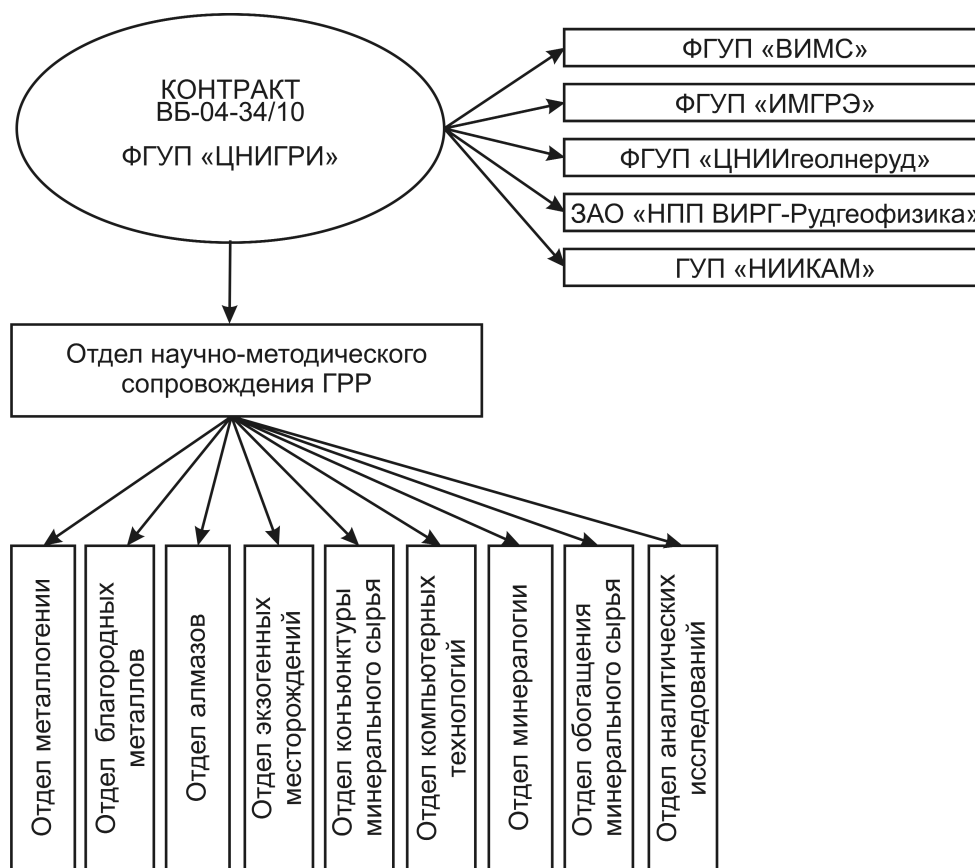 КОНТРАКТ
ВБ-04-34/10
ФГУП «ЦНИГРИ»
ФГУП «ВИМС»
ФГУП «ИМГРЭ»
ФГУП «ЦНИИгеолнеруд»
ЗАО «НПП ВИРГ-Рудгеофизика»
ГУП «НИИКАМ»
Отдел научно-методического
сопровождения ГРР
Отдел металлогении
Отдел благородных
металлов
Отдел алмазов
Отдел экзогенных
месторождений
Отдел конъюнктуры
минерального сырья
Отдел компьютерных
технологий
Отдел минералогии
Отдел обогащения
минерального сырья
Отдел аналитических
исследований